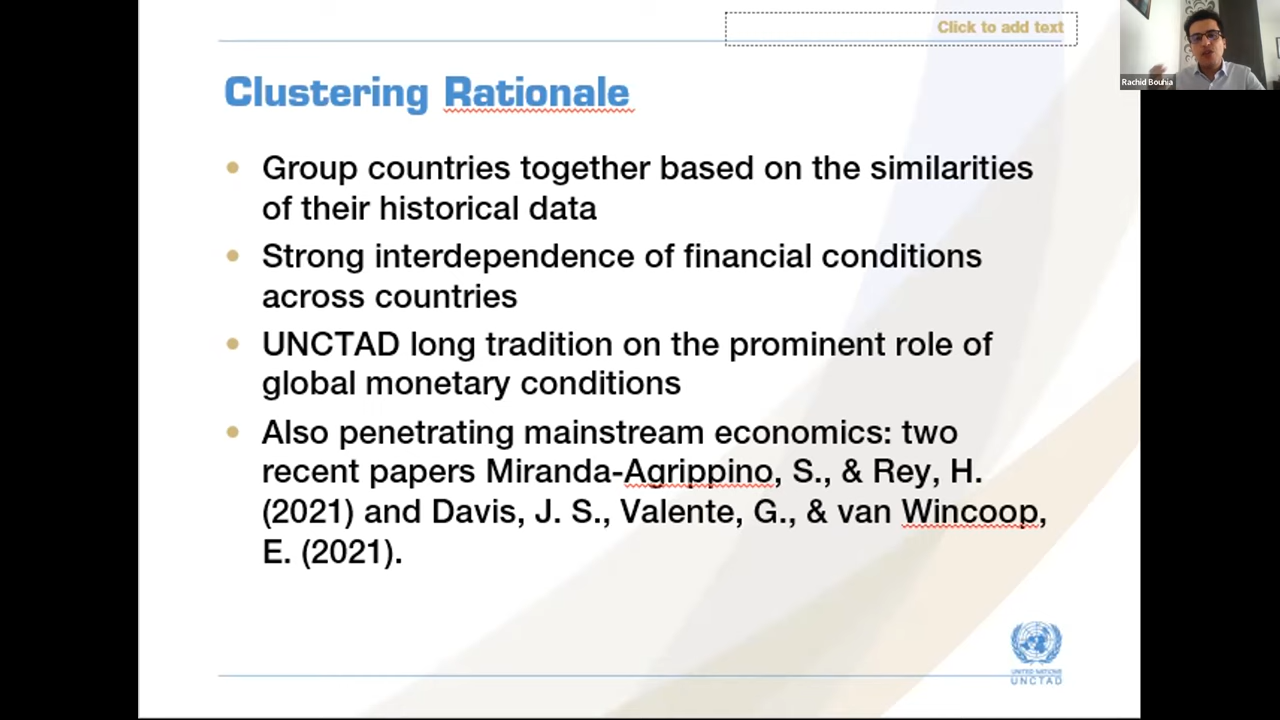 Click to add text
Rachid Bouhia
Clustering Rationale
Group countries together based on the similarities
of their historical data
Strong interdependence of financial conditions
across countries
UNCTAD long tradition on the prominent role of
global monetary conditions
Also penetrating mainstream economics: two
recent papers Miranda-Agrippino, S., & Rey, H.
(2021) and Davis, J. S., Valente, G., & van Wincoop,
E. (2021).
UNITED NATIONS
UNCTAD